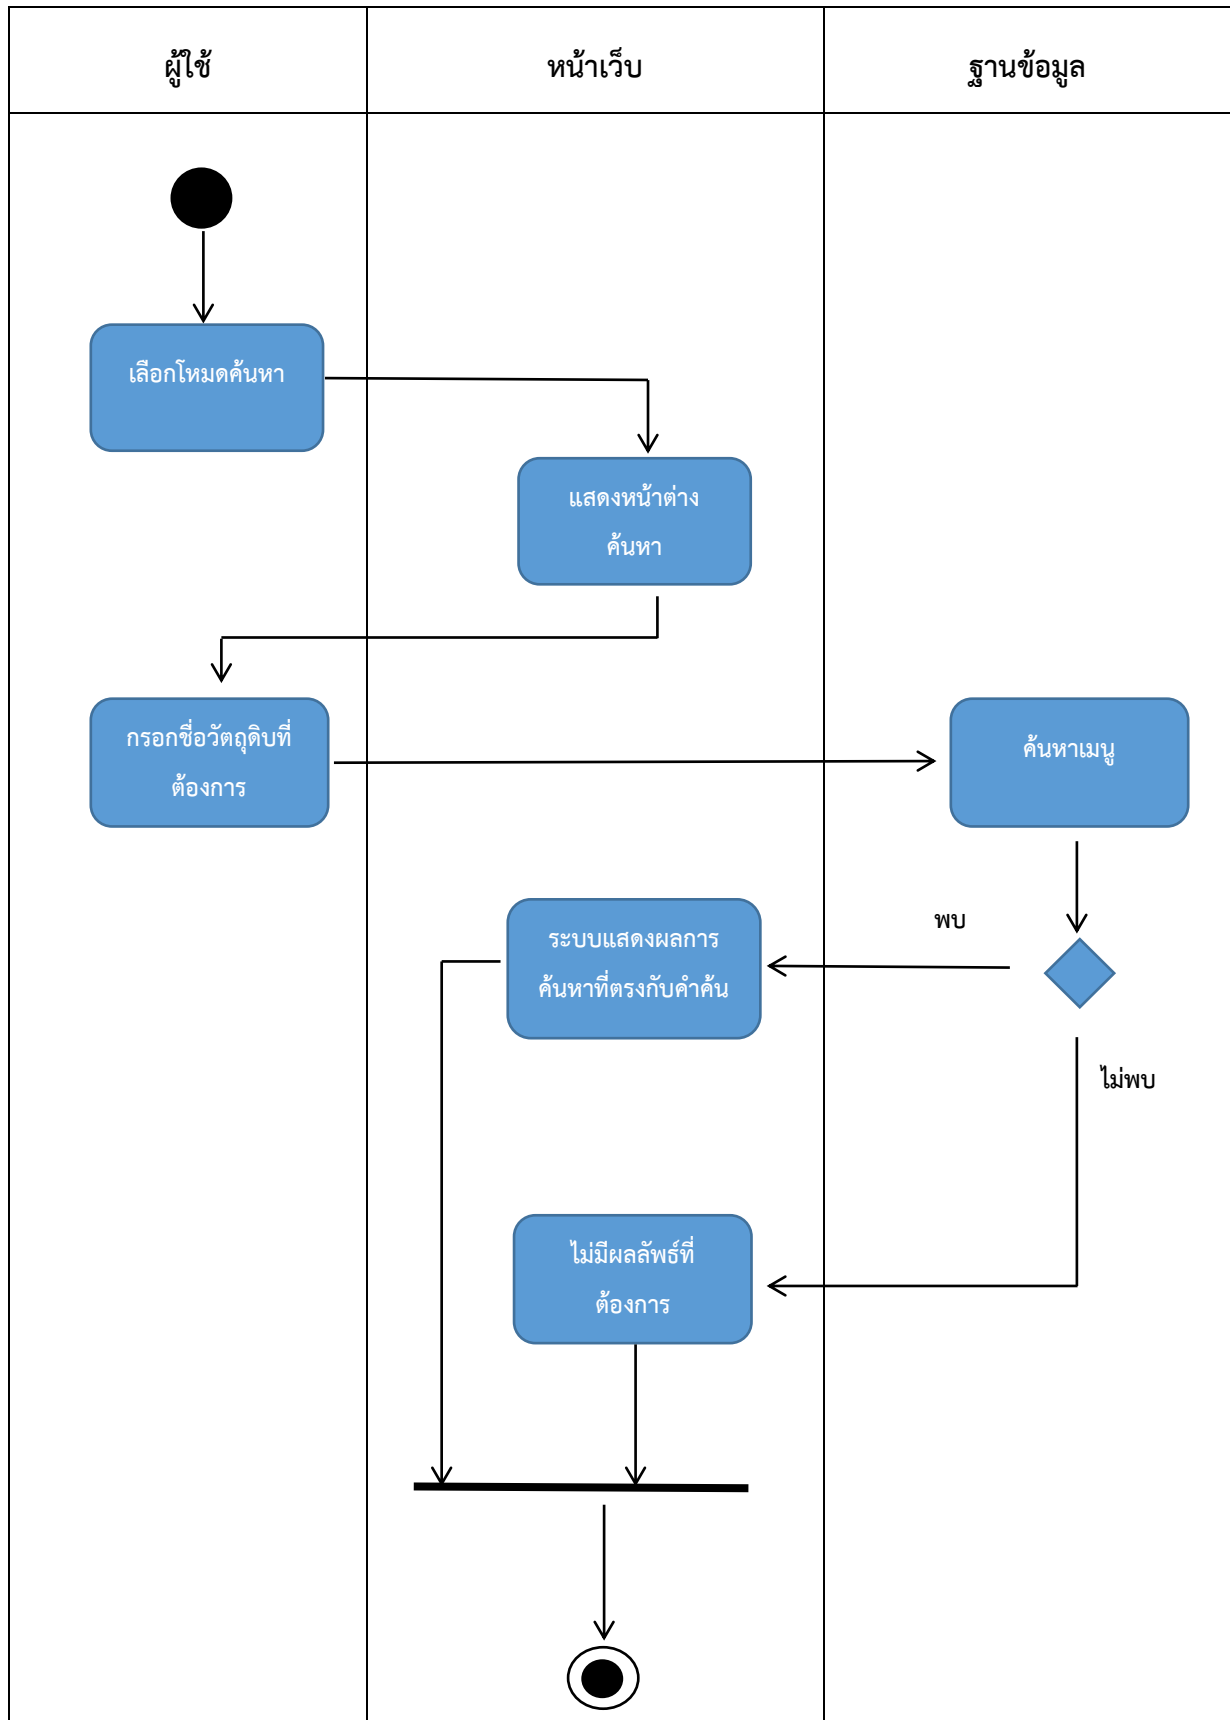 ผู้ใช้
หน้าเว็บ
ฐานข้อมูล
เลือกโหมดค้นหา
แสดงหน้าต่าง
ค้นหา
กรอกชื่อวัตถุดิบที่
ต้องการ
ค้นหาเมนู
พบ
ระบบแสดงผลการ
ค้นหาที่ตรงกับคำค้น
ไม่พบ
ไม่มีผลลัพธ์ที่
ต้องการ